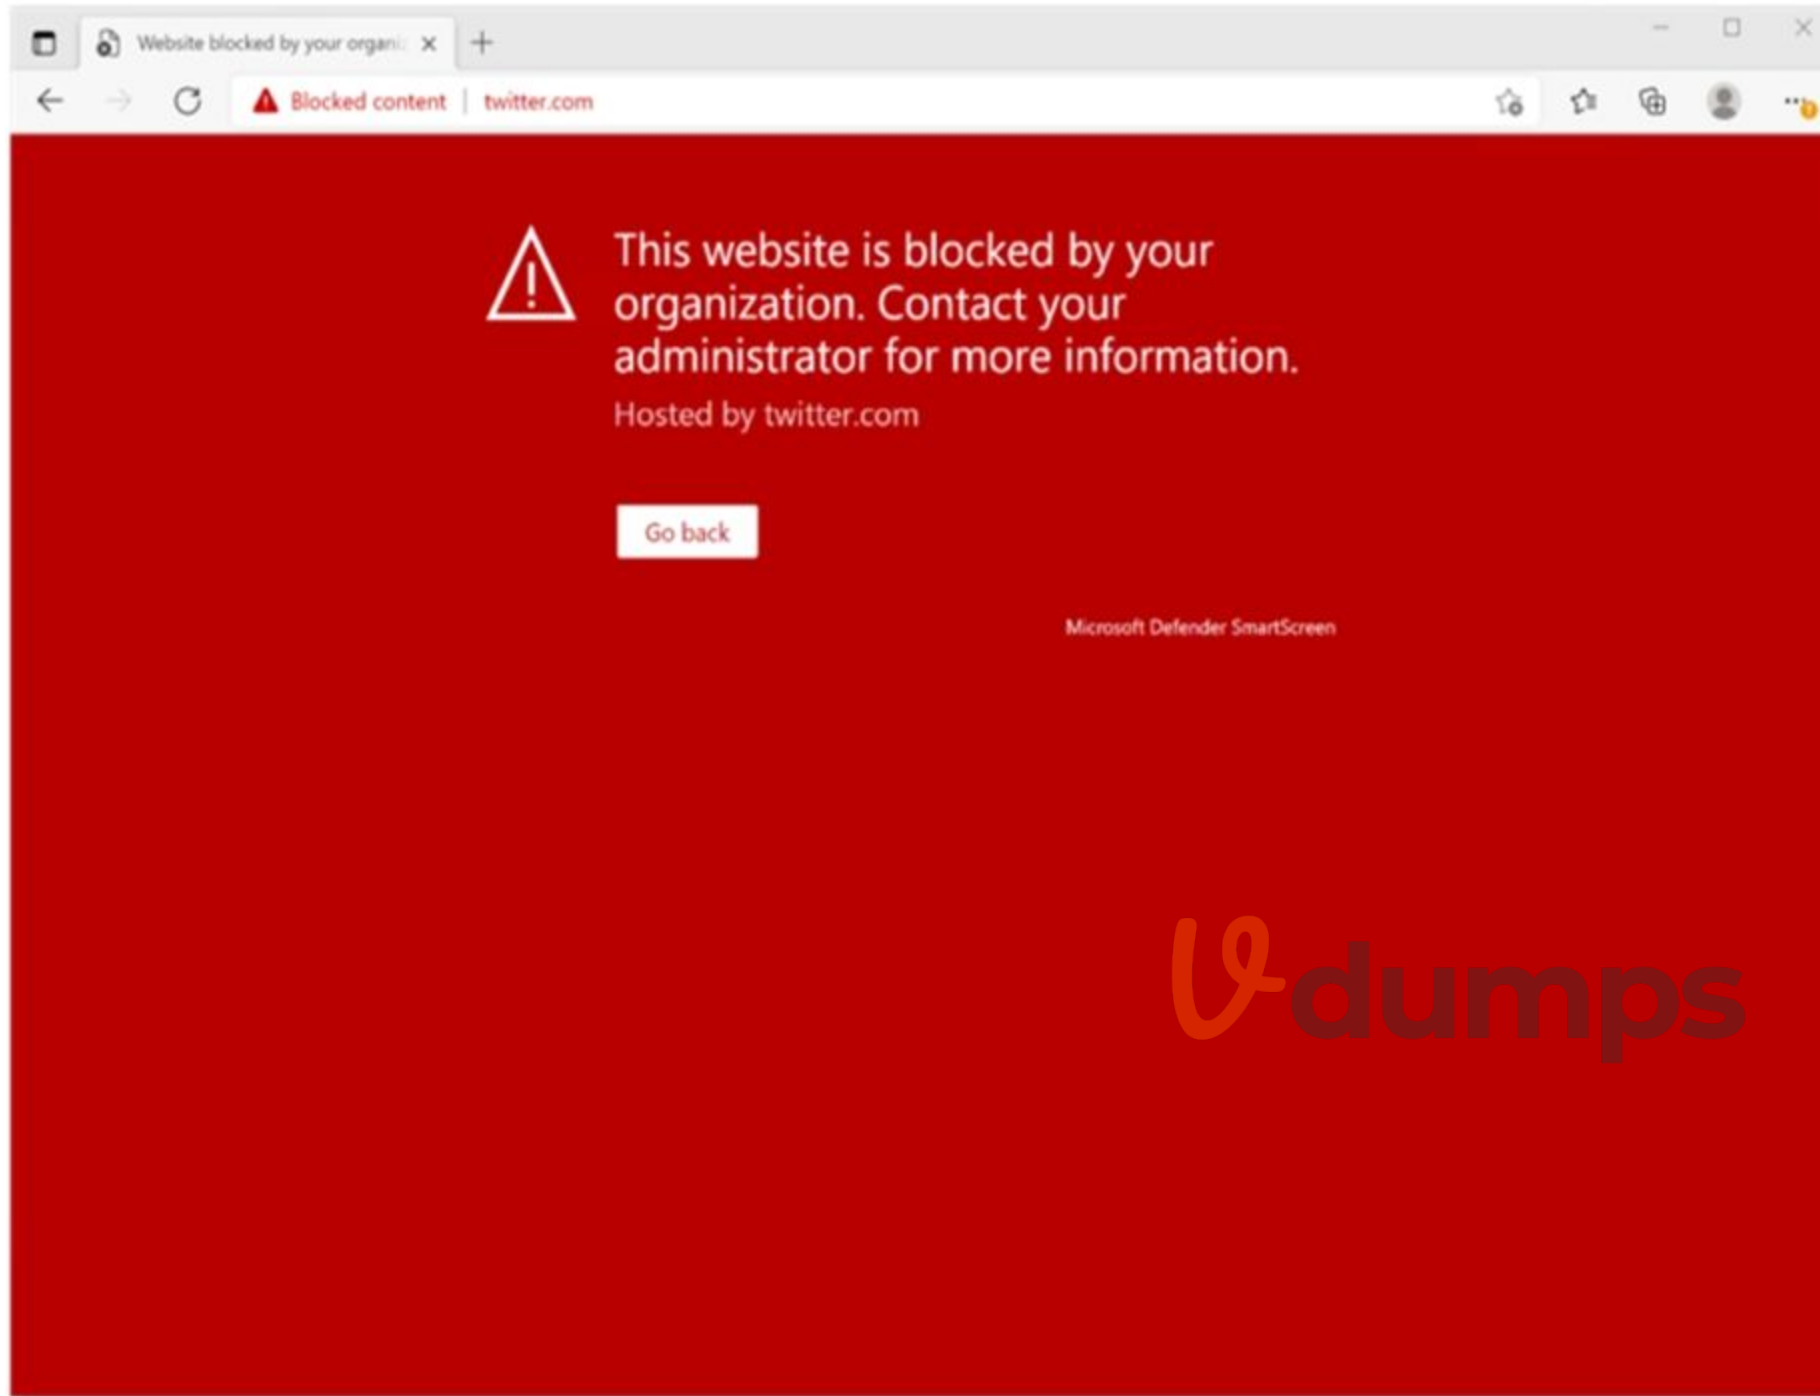 Website blocked by your organi
Blocked content | twitter.com
This website is blocked by your
organization. Contact your
administrator for more information.
Hosted by twitter.com
Go back
Microsoft Defender SmartScreen
Vdumps